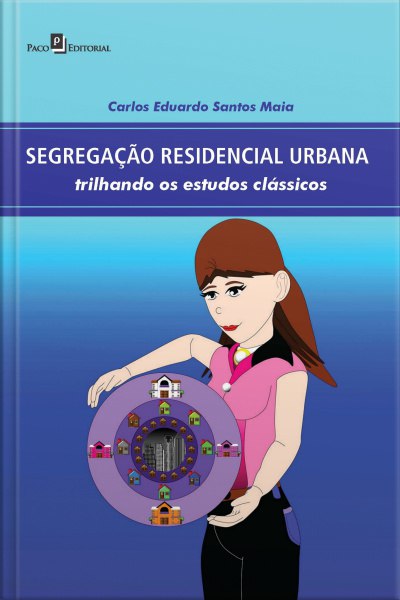 PACO EDITORIAL
Carlos Eduardo Santos Maia
SEGREGAÇÃO RESIDENCIAL URBANA
trilhando os estudos clássicos